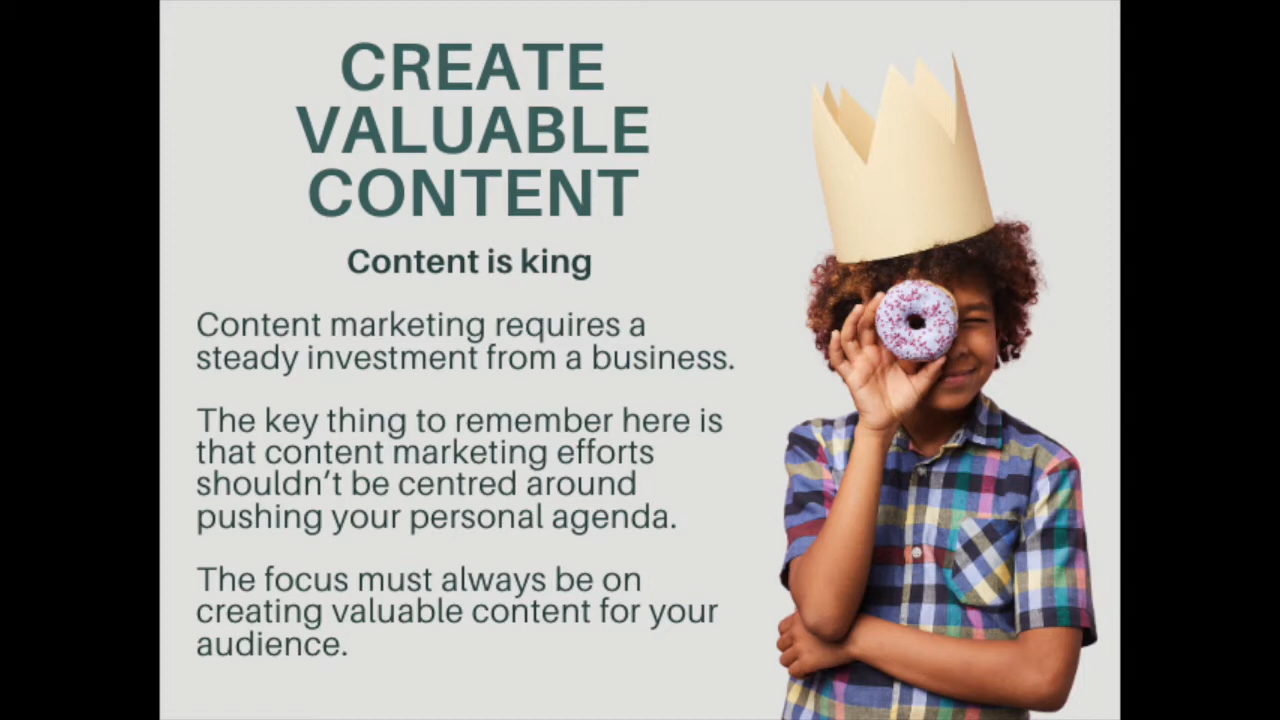 CREATE
VALUABLE
CONTENT
Content is king
Content marketing requires a
steady investment from a business.
The key thing to remember here is
that content marketing efforts
shouldn’t be centred around
pushing your personal agenda.
The focus must always be on
creating valuable content for your
audience.